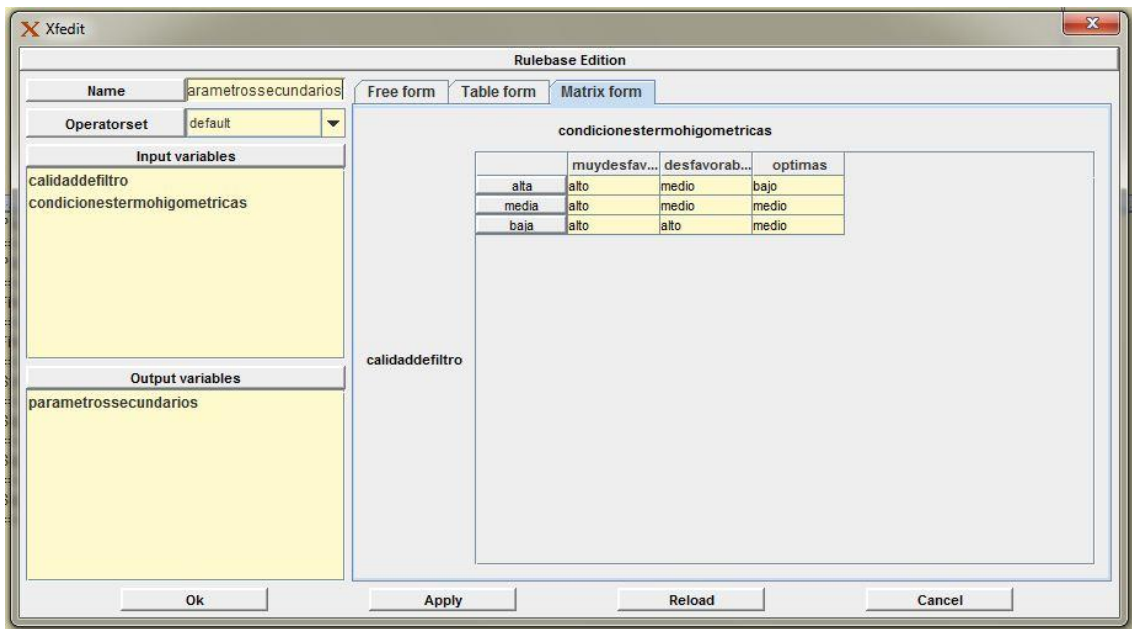 Xfedit
Rulebase Edition
Name arametrossecundarios
Operatorset default
Input variables
calidaddefiltro
condicionestermohigometricas
Output variables
parametrossecundarios
Free form Table form Matrix form
condicionestermohigometricas
muydesfav... desfavorab... optimas
alta alto medio bajo
media alto medio medio
baja alto alto medio
calidaddefiltro
Ok Apply Reload Cancel